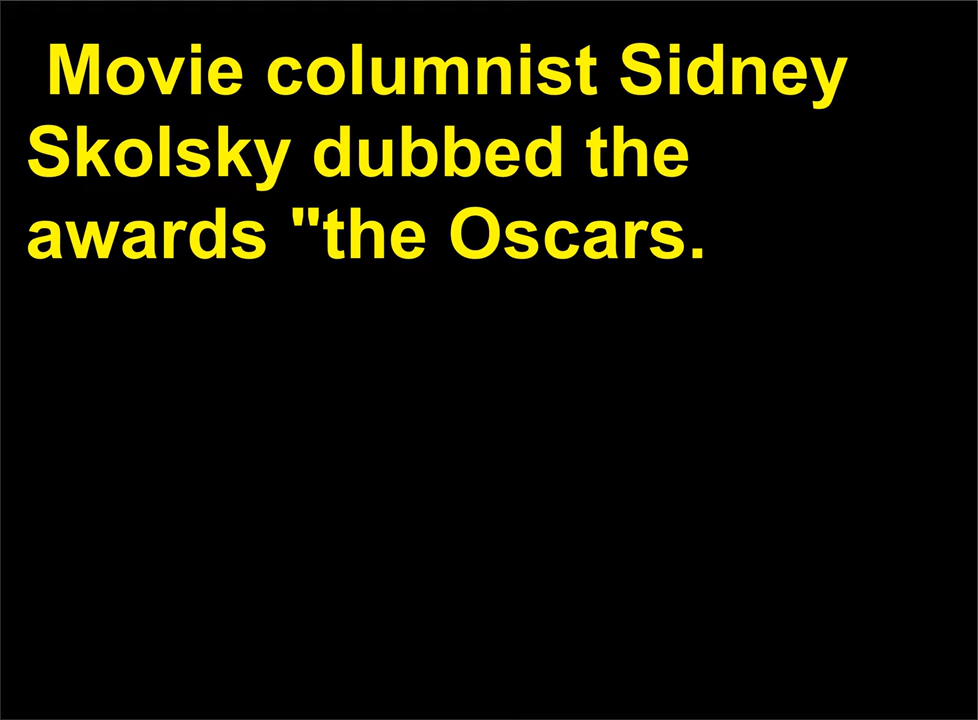 Movie columnist Sidney
Skolsky dubbed the
awards "the Oscars.